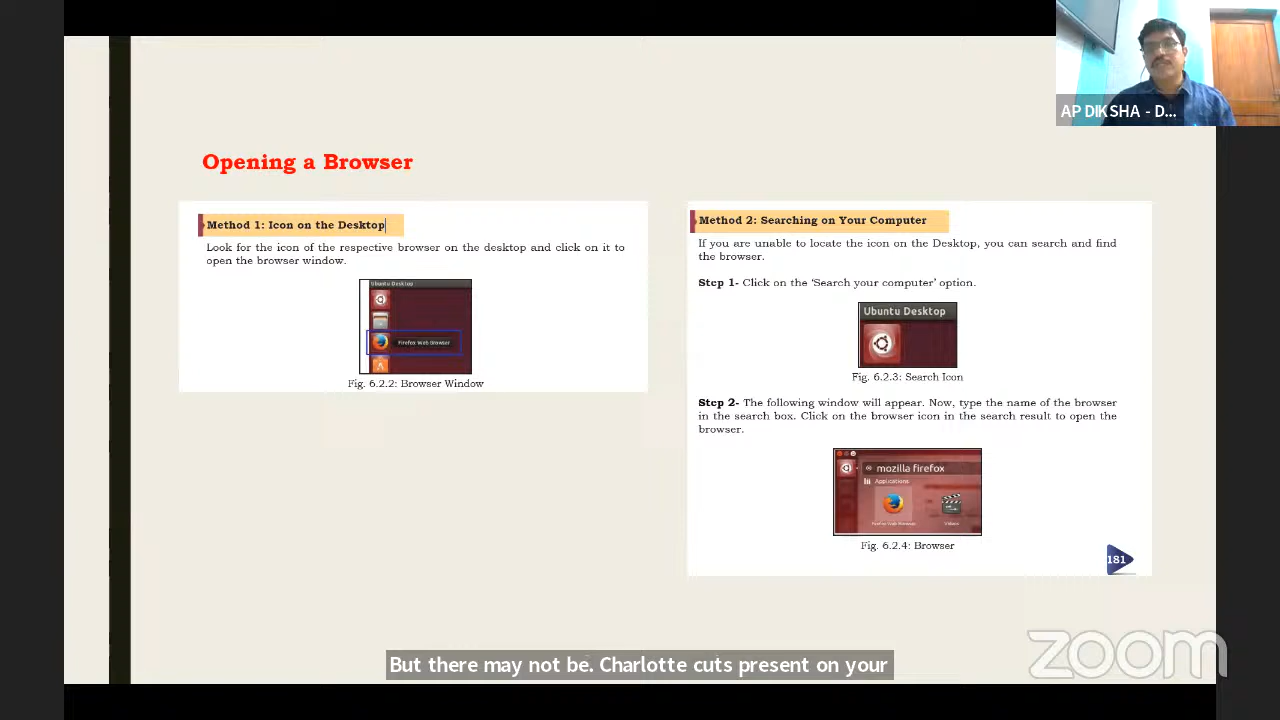 AP DIKSHA - D...
Opening a Browser
Method 1: Icon on the Desktop
Look for the icon of the respective browser on the desktop and click on it to
open the browser window.
Ubuntu Desktop
Firefox Web Browser
Fig. 6.2.2: Browser Window
Method 2: Searching on Your Computer
If you are unable to locate the icon on the Desktop, you can search and find
the browser.
Step 1- Click on the ‘Search your computer’ option.
Ubuntu Desktop
Fig. 6.2.3: Search Icon
Step 2- The following window will appear. Now, type the name of the browser
in the search box. Click on the browser icon in the search result to open the
browser.
mozilla firefox
Applications
Firefox Web Browser
Videos
Fig. 6.2.4: Browser
181
zoom
But there may not be. Charlotte cuts present on your